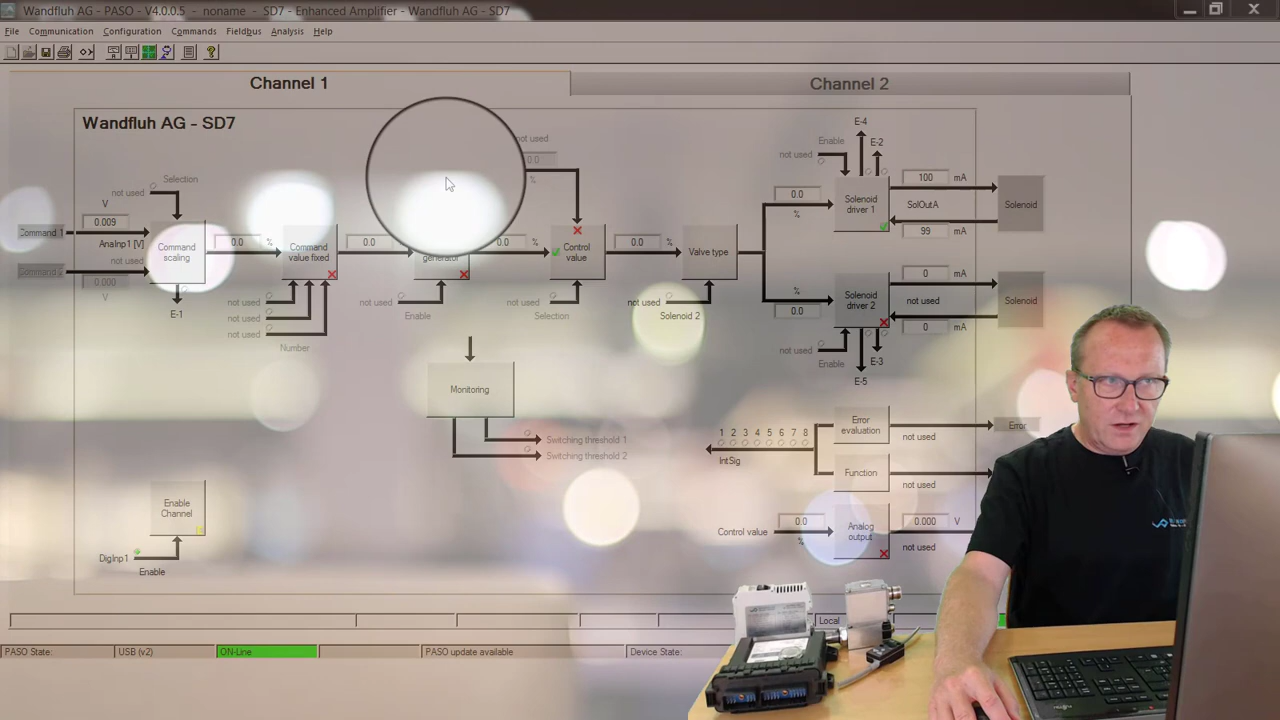 Wandfluh AG - PASO - V4.0.0.5 - noname - SD7 - Enhanced Amplifier - Wandfluh AG - SD7
File Communication Configuration Commands Fieldbus Analysis Help
Channel 1
Channel 2
Wandfluh AG - SD7
Selection
not used
V
0.009
Command 1
AnaInp1 [V]
not used
0.000
V
Command scaling
E-1
0.0 %
Command value fixed
not used
not used
not used
Number
0.0
generator
not used
Enable
not used
0.0
%
0.0 %
Control value
not used
Selection
0.0 %
Valve type
not used
Solenoid 2
E-4
Enable
E-2
not used
0.0
%
Solenoid driver 1
100 mA
SolOutA
99 mA
Solenoid
%
0.0
Solenoid driver 2
0 mA
not used
0 mA
Solenoid
not used
Enable
E-3
E-5
Monitoring
Switching threshold 1
Switching threshold 2
1 2 3 4 5 6 7 8
IntSig
Error evaluation
not used
Error
Function
not used
Enable Channel
DigInp1
Enable
Control value
0.0
%
Analog output
0.000 V
not used
Local
PASO State:
USB (v2)
ON-Line
PASO update available
Device State: